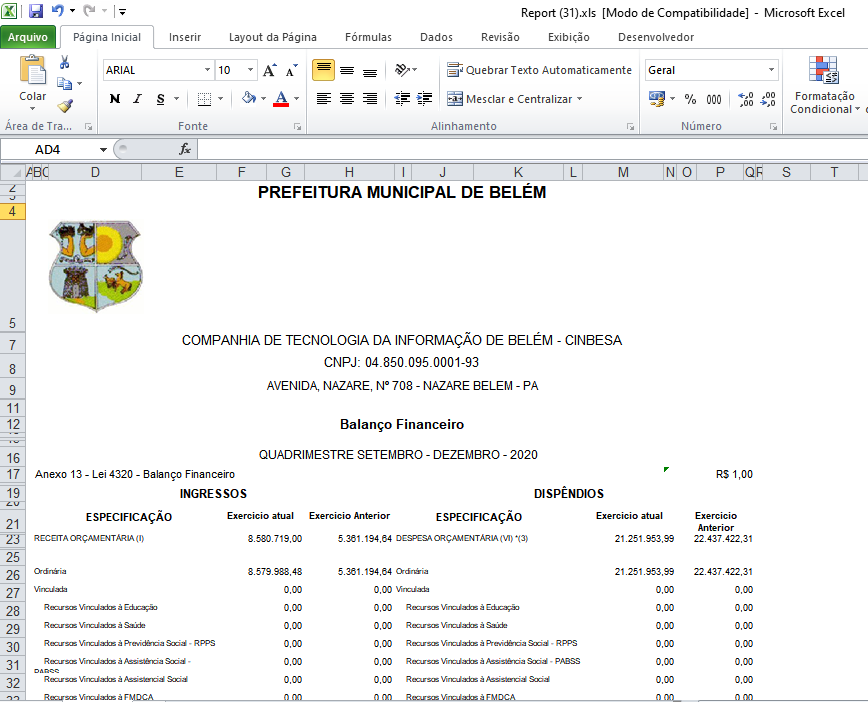 Report (31).xls [Modo de Compatibilidade] - Microsoft Excel
Arquivo Página Inicial Inserir Layout da Página Fórmulas Dados Revisão Exibição Desenvolvedor
Colar ARIAL 10 A A Quebrar Texto Automaticamente Geral
N I S A Mesclar e Centralizar % 000 Formatação Condicional
Área de Tra... Fonte Alinhamento Número
AD4 fx
A B C D E F G H I J K L M N O P Q R S T
2
PREFEITURA MUNICIPAL DE BELÉM
3
4
5
7 COMPANHIA DE TECNOLOGIA DA INFORMAÇÃO DE BELÉM - CINBESA
8 CNPJ: 04.850.095.0001-93
9 AVENIDA, NAZARE, Nº 708 - NAZARE BELEM - PA
11
12 Balanço Financeiro
16 QUADRIMESTRE SETEMBRO - DEZEMBRO - 2020
17 Anexo 13 - Lei 4320 - Balanço Financeiro R$ 1,00
19 INGRESSOS DISPÊNDIOS
20
21 ESPECIFICAÇÃO Exercicio atual Exercicio Anterior ESPECIFICAÇÃO Exercicio atual Exercicio Anterior
23 RECEITA ORÇAMENTÁRIA (I) 8.580.719,00 5.361.194,64 DESPESA ORÇAMENTÁRIA (VI) *(3) 21.251.953,99 22.437.422,31
25
26 Ordinária 8.579.988,48 5.361.194,64 Ordinária 21.251.953,99 22.437.422,31
27 Vinculada 0,00 0,00 Vinculada 0,00 0,00
28 Recursos Vinculados à Educação 0,00 0,00 Recursos Vinculados à Educação 0,00 0,00
29 Recursos Vinculados à Saúde 0,00 0,00 Recursos Vinculados à Saúde 0,00 0,00
30 Recursos Vinculados à Previdência Social - RPPS 0,00 0,00 Recursos Vinculados à Previdência Social - RPPS 0,00 0,00
31 Recursos Vinculados à Assistência Social - PABSS 0,00 0,00 Recursos Vinculados à Assistência Social - PABSS 0,00 0,00
32 Recursos Vinculados à Assistencial Social 0,00 0,00 Recursos Vinculados à Assistencial Social 0,00 0,00
33 Recursos Vinculados à FMDCA 0,00 0,00 Recursos Vinculados à FMDCA 0,00 0,00